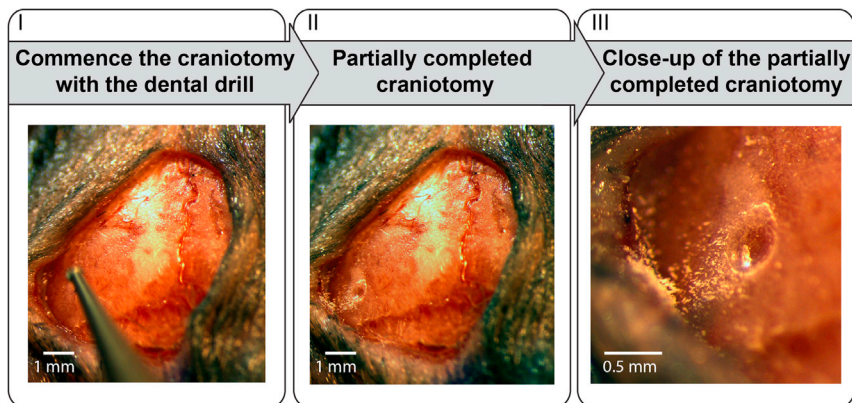 I
Commence the craniotomy
with the dental drill
1 mm
II
Partially completed
craniotomy
1 mm
III
Close-up of the partially
completed craniotomy
0.5 mm